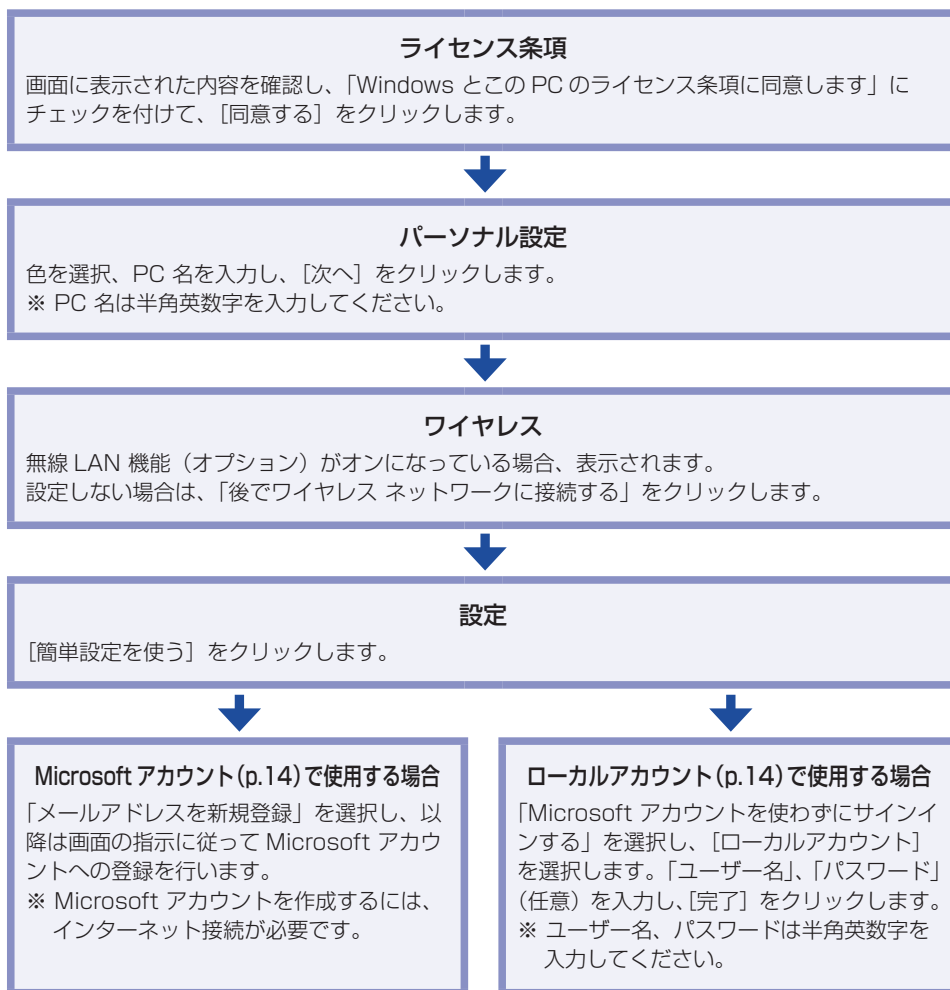 ライセンス条項
画面に表示された内容を確認し、「Windows とこの PC のライセンス条項に同意します」に
チェックを付けて、［同意する］をクリックします。
パーソナル設定
色を選択、PC 名を入力し、［次へ］をクリックします。
※ PC 名は半角英数字を入力してください。
ワイヤレス
無線 LAN 機能（オプション）がオンになっている場合、表示されます。
設定しない場合は、「後でワイヤレス ネットワークに接続する」をクリックします。
設定
［簡単設定を使う］をクリックします。
Microsoft アカウント(p.14)で使用する場合
「メールアドレスを新規登録」を選択し、以
降は画面の指示に従って Microsoft アカウ
ントへの登録を行います。
※ Microsoft アカウントを作成するには、
インターネット接続が必要です。
ローカルアカウント(p.14)で使用する場合
「Microsoft アカウントを使わずにサインイ
ンする」を選択し、［ローカルアカウント］
を選択します。「ユーザー名」、「パスワード」
（任意）を入力し、［完了］をクリックします。
※ ユーザー名、パスワードは半角英数字を
入力してください。